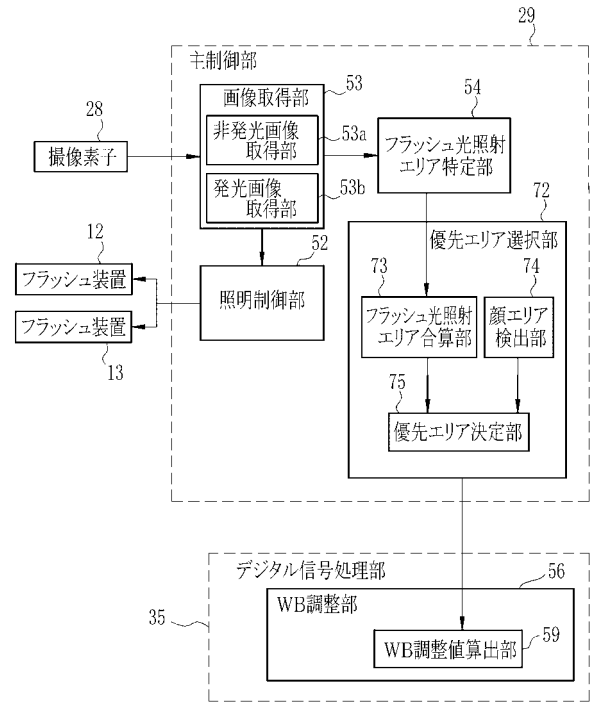 29
主制御部
53
画像取得部
非発光画像
取得部
53a
発光画像
取得部
53b
28
撮像素子
54
フラッシュ光照射
エリア特定部
12
フラッシュ装置
フラッシュ装置
13
52
照明制御部
72
優先エリア選択部
73
フラッシュ光照射
エリア合算部
74
顔エリア
検出部
75
優先エリア決定部
デジタル信号処理部
35
56
WB調整部
WB調整値算出部
59